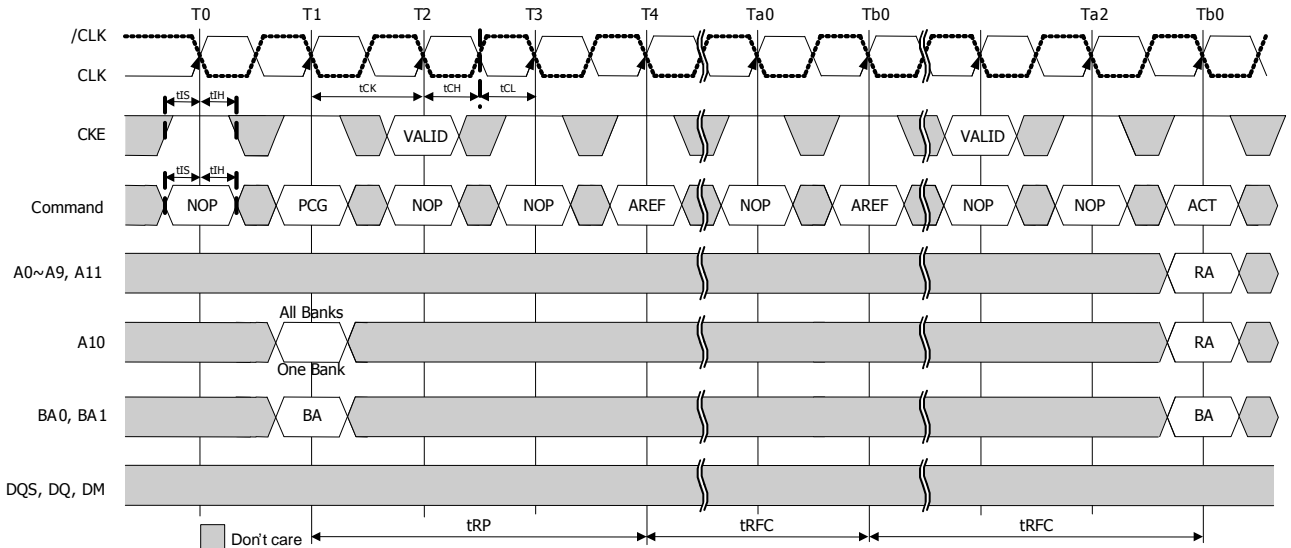 T0 T1 T2 T3 T4 Ta0 Tb0 Ta2 Tb0
/CLK
CLK
tCK tCH tCL
tIS tIH
CKE VALID VALID
tIS tIH
Command NOP PCG NOP NOP AREF NOP AREF NOP NOP ACT
A0~A9, A11 RA
All Banks
A10 RA
One Bank
BA0, BA1 BA BA
DQS, DQ, DM
tRP tRFC tRFC
Don't care